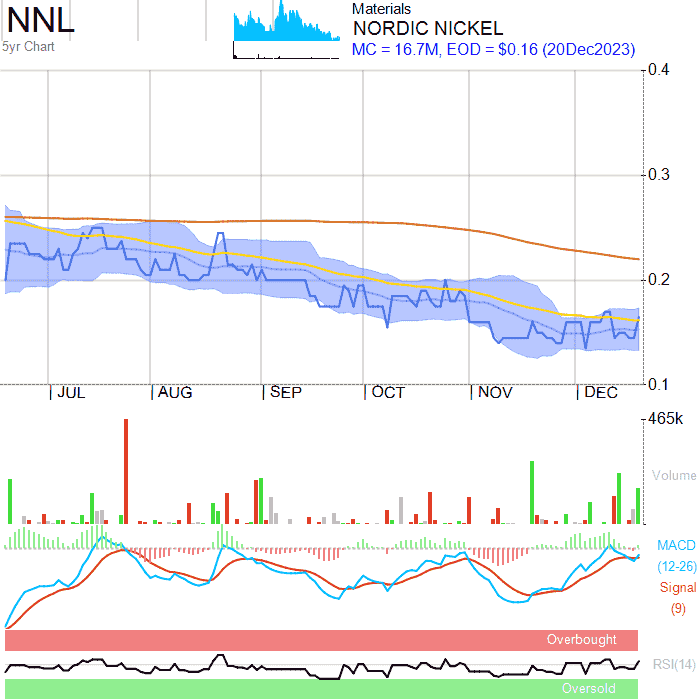 NNL
5yr Chart
Materials
NORDIC NICKEL
MC = 16.7M, EOD = $0.16 (20Dec2023)
0.4
0.3
0.2
0.1
JUL AUG SEP OCT NOV DEC
465k
Volume
MACD
(12-26)
Signal
(9)
Overbought
RSI(14)
Oversold